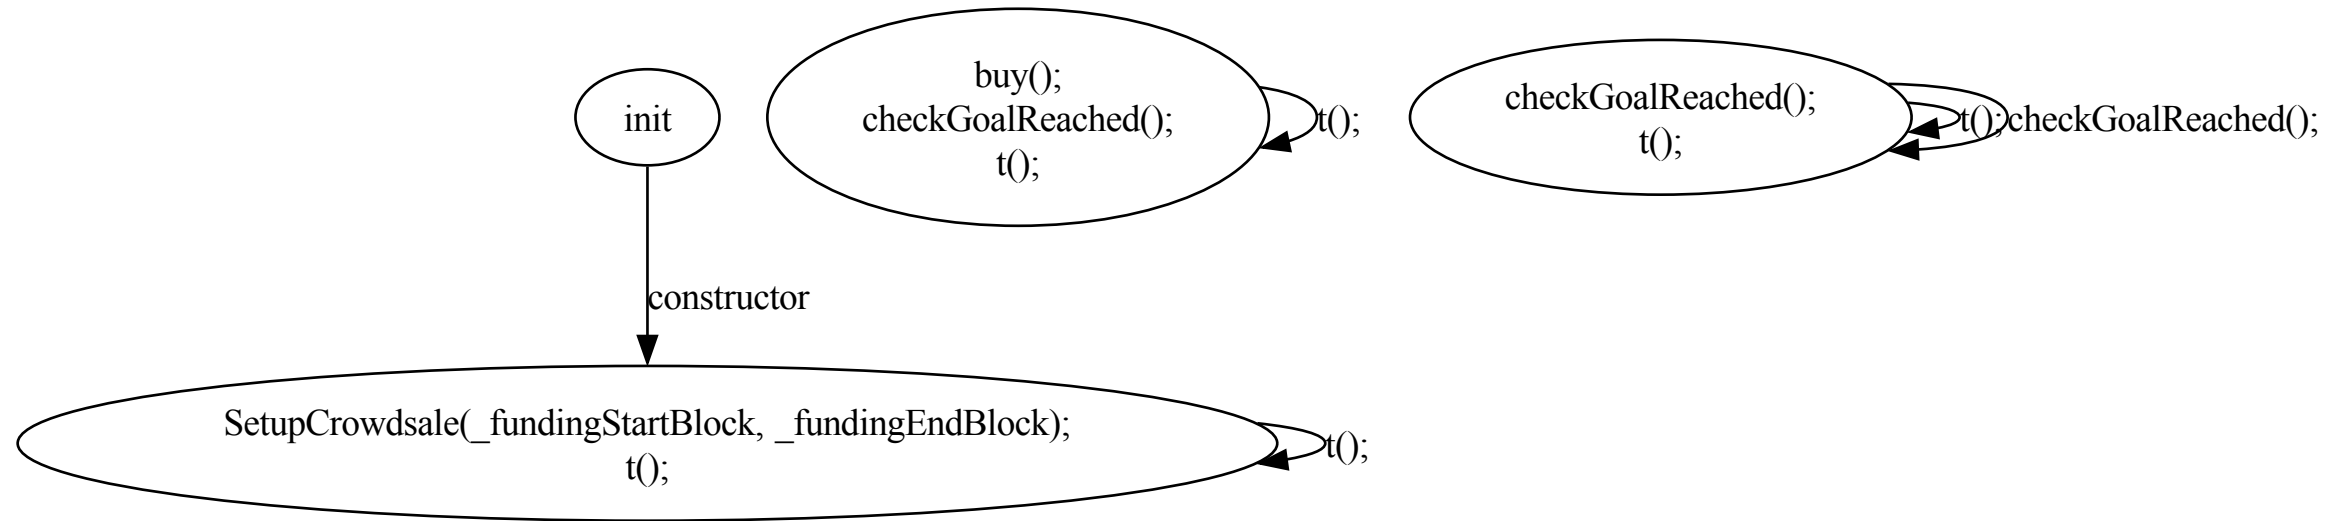 init
buy();
checkGoalReached();
t();
t();
checkGoalReached();
t();
t();
checkGoalReached();
constructor
SetupCrowdsale(_fundingStartBlock, _fundingEndBlock);
t();
t();